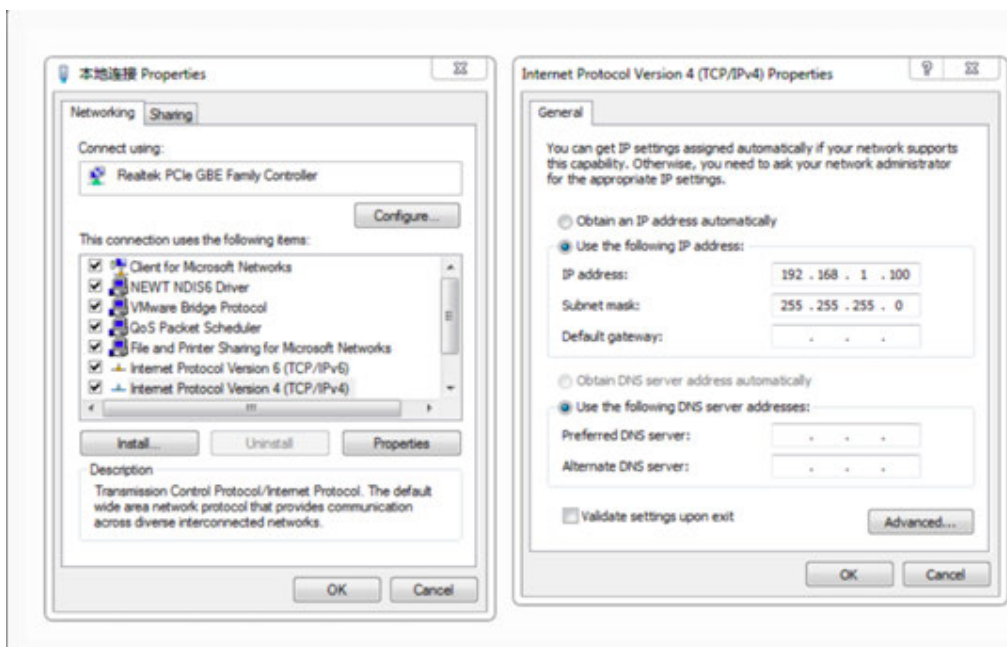 本地连接 Properties
Networking
Sharing
Connect using:
Realtek PCIe GBE Family Controller
Configure...
This connection uses the following items:
Client for Microsoft Networks
NEWT NDIS6 Driver
VMware Bridge Protocol
QoS Packet Scheduler
File and Printer Sharing for Microsoft Networks
Internet Protocol Version 6 (TCP/IPv6)
Internet Protocol Version 4 (TCP/IPv4)
Install...
Uninstall
Properties
Description
Transmission Control Protocol/Internet Protocol. The default
wide area network protocol that provides communication
across diverse interconnected networks.
OK
Cancel
Internet Protocol Version 4 (TCP/IPv4) Properties
General
You can get IP settings assigned automatically if your network supports
this capability. Otherwise, you need to ask your network administrator
for the appropriate IP settings.
Obtain an IP address automatically
Use the following IP address:
IP address: 192 . 168 . 1 . 100
Subnet mask: 255 . 255 . 255 . 0
Default gateway: . . .
Obtain DNS server address automatically
Use the following DNS server addresses:
Preferred DNS server: . . .
Alternate DNS server: . . .
Validate settings upon exit
Advanced...
OK
Cancel